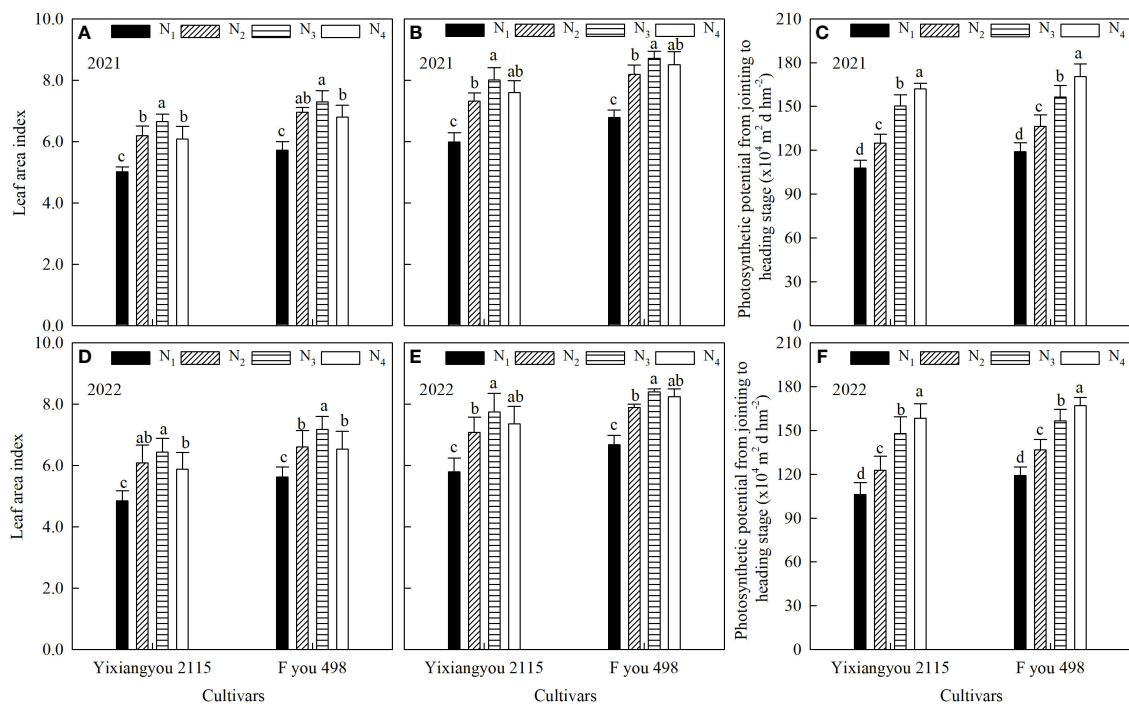 A N1 N2 N3 N4
2021
10.0
8.0
6.0
4.0
2.0
0.0
Leaf area index
c b a b
c ab a b
B N1 N2 N3 N4
2021
c b a ab
c b a ab
C N1 N2 N3 N4
2021
210
180
150
120
90
60
30
0
Photosynthetic potential from jointing to
heading stage (x10⁴ m² d hm⁻²)
d c b a
d c b a
D N1 N2 N3 N4
2022
10.0
8.0
6.0
4.0
2.0
0.0
Leaf area index
c ab a b
c b a b
Yixiangyou 2115 F you 498
Cultivars
E N1 N2 N3 N4
2022
c b a ab
c b a ab
Yixiangyou 2115 F you 498
Cultivars
F N1 N2 N3 N4
2022
210
180
150
120
90
60
30
0
Photosynthetic potential from jointing to
heading stage (x10⁴ m² d hm⁻²)
d c b a
d c b a
Yixiangyou 2115 F you 498
Cultivars